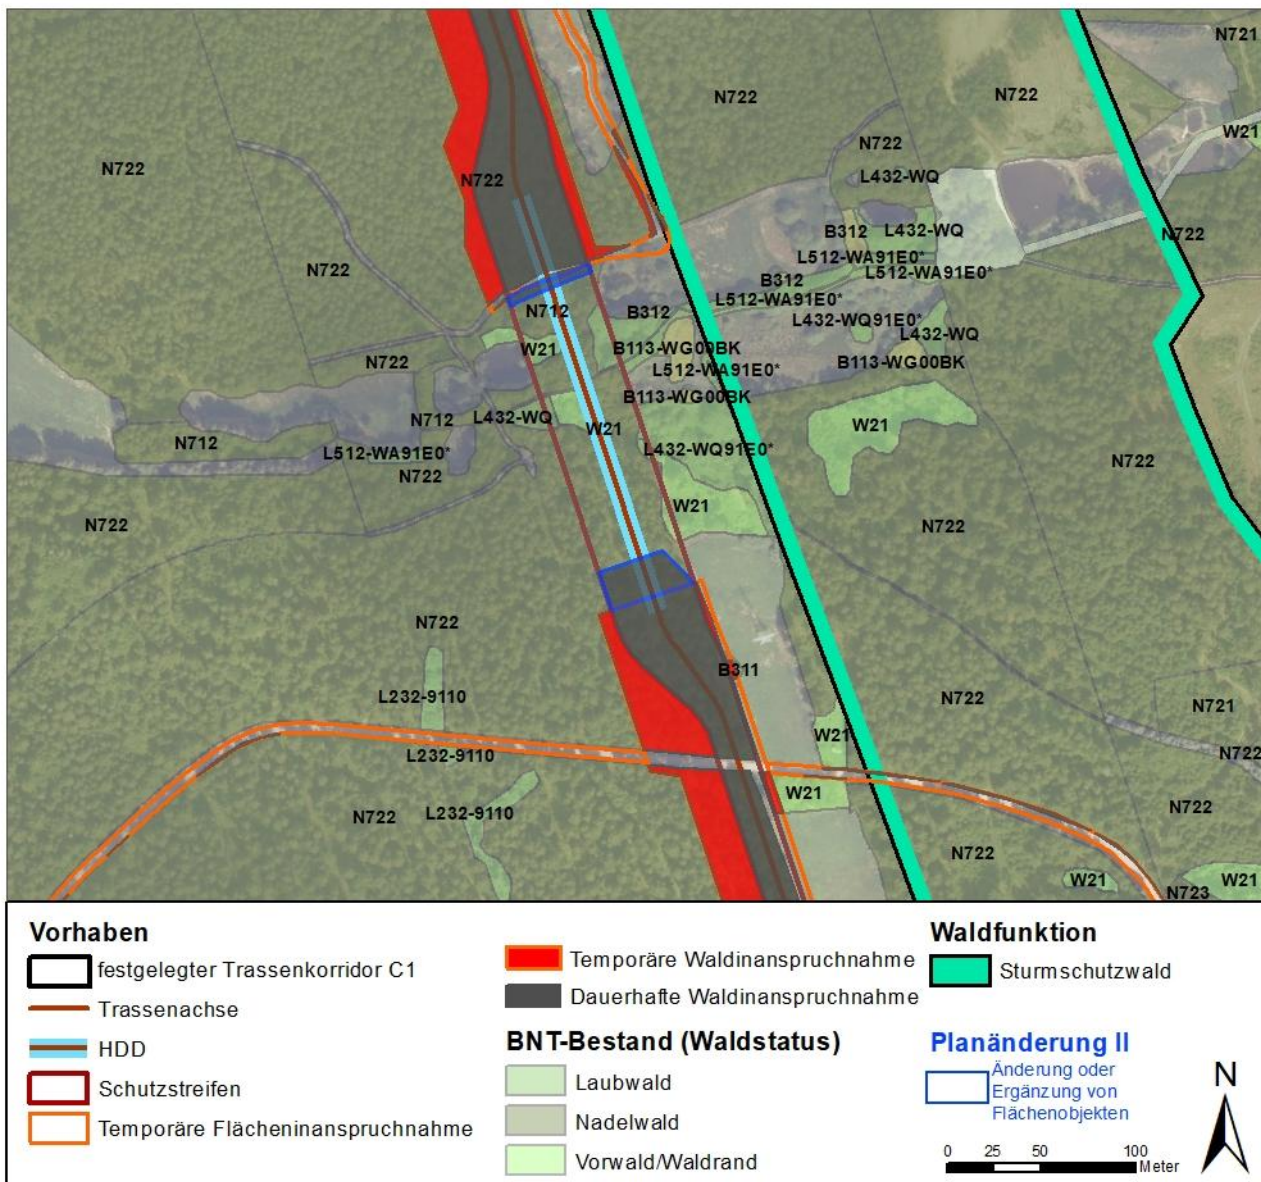 N721
N722
N722
N722
W21
N722
N722
L432-WQ
B312
L432-WQ
N722
L512-WA91E0*
L512-WA91E0*
N722
B312
L512-WA91E0*
N712
B312
L432-WQ91E0*
L432-WQ
W21
B113-WG00BK
N722
B113-WG00BK
L512-WA91E0*
B113-WG00BK
N712
L432-WQ
W21
W21
N712
L512-WA91E0*
L432-WQ91E0*
N722
N722
W21
N722
N722
N722
B311
L232-9110
N722
N721
W21
L232-9110
N722
W21
L232-9110
N722
N722
N722
W21
W21
N723
Vorhaben
festgelegter Trassenkorridor C1
Trassenachse
HDD
Schutzstreifen
Temporäre Flächeninanspruchnahme
Temporäre Waldinanspruchnahme
Dauerhafte Waldinanspruchnahme
BNT-Bestand (Waldstatus)
Laubwald
Nadelwald
Vorwald/Waldrand
Waldfunktion
Sturmschutzwald
Planänderung II
Änderung oder
Ergänzung von
Flächenobjekten
N
0 25 50 100
Meter